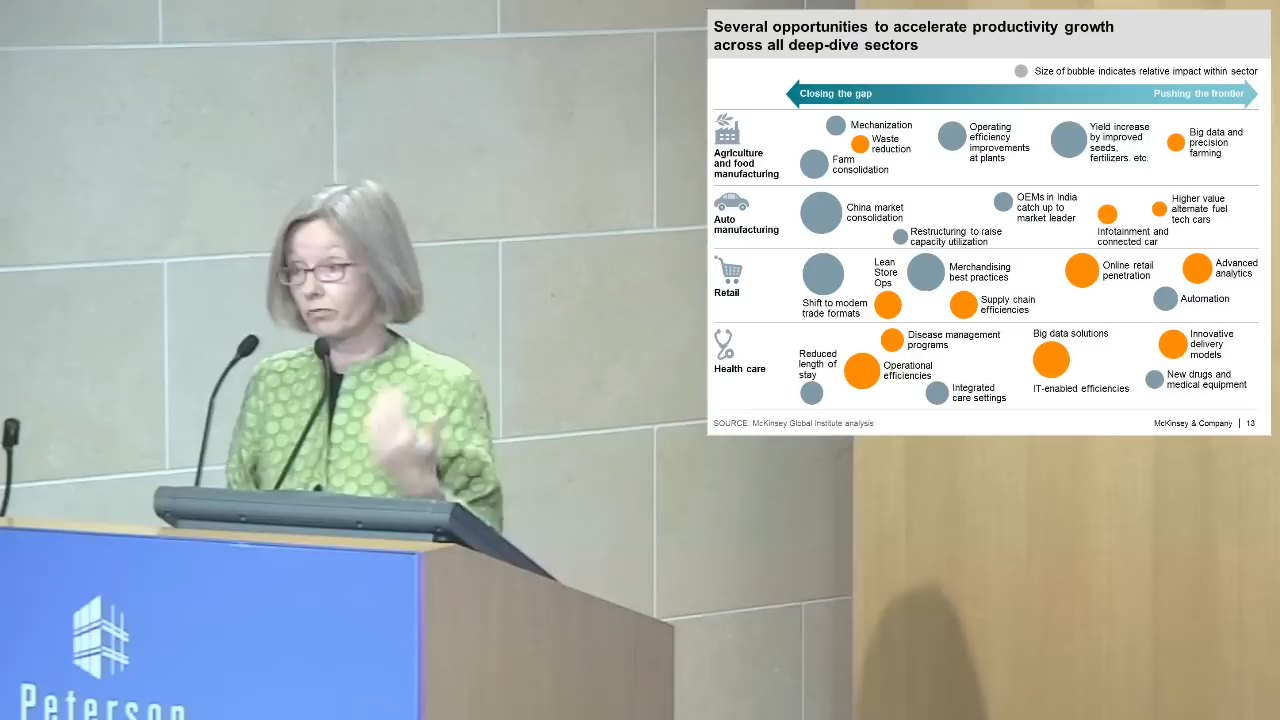 Several opportunities to accelerate productivity growth
across all deep-dive sectors
Size of bubble indicates relative impact within sector
Closing the gap
Pushing the frontier
Agriculture
and food
manufacturing
Mechanization
Waste
reduction
Farm
consolidation
Operating
efficiency
improvements
at plants
Yield increase
by improved
seeds,
fertilizers. etc.
Big data and
precision
farming
Auto
manufacturing
China market
consolidation
Restructuring to raise
capacity utilization
OEMs in India
catch up to
market leader
Infotainment and
connected car
Higher value
alternate fuel
tech cars
Retail
Shift to modern
trade formats
Lean
Store
Ops
Merchandising
best practices
Supply chain
efficiencies
Online retail
penetration
Automation
Advanced
analytics
Health care
Reduced
length of
stay
Disease management
programs
Operational
efficiencies
Integrated
care settings
Big data solutions
IT-enabled efficiencies
Innovative
delivery
models
New drugs and
medical equipment
SOURCE: McKinsey Global Institute analysis
McKinsey & Company | 13
Peterson